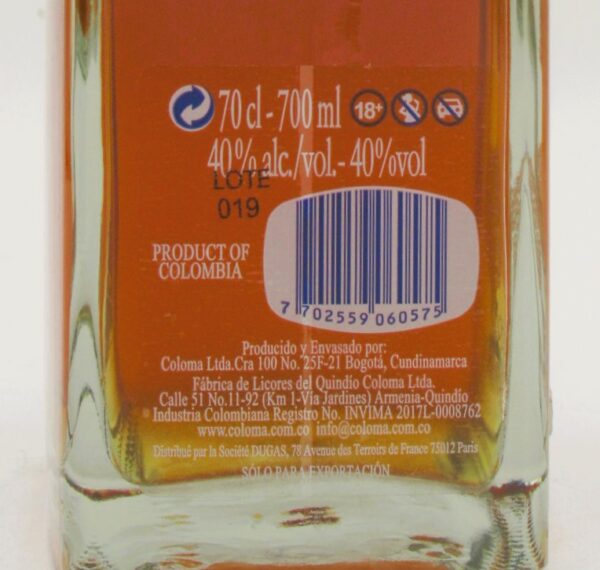 70 cl - 700 ml 18+
40% alc./vol.- 40%vol
LOTE
019
PRODUCT OF
COLOMBIA
7 702559 060575
Producido y Envasado por:
Coloma Ltda.Cra 100 No. 25F-21 Bogotá, Cundinamarca
Fábrica de Licores del Quindío Coloma Ltda.
Calle 51 No.11-92 (Km 1-Vía Jardines) Armenia-Quindío
Industria Colombiana Registro No. INVIMA 2017L-0008762
www.coloma.com.co info@coloma.com.co
Distribué par la Société DUGAS, 78 Avenue des Terroirs de France 75012 Paris
SÓLO PARA EXPORTACIÓN